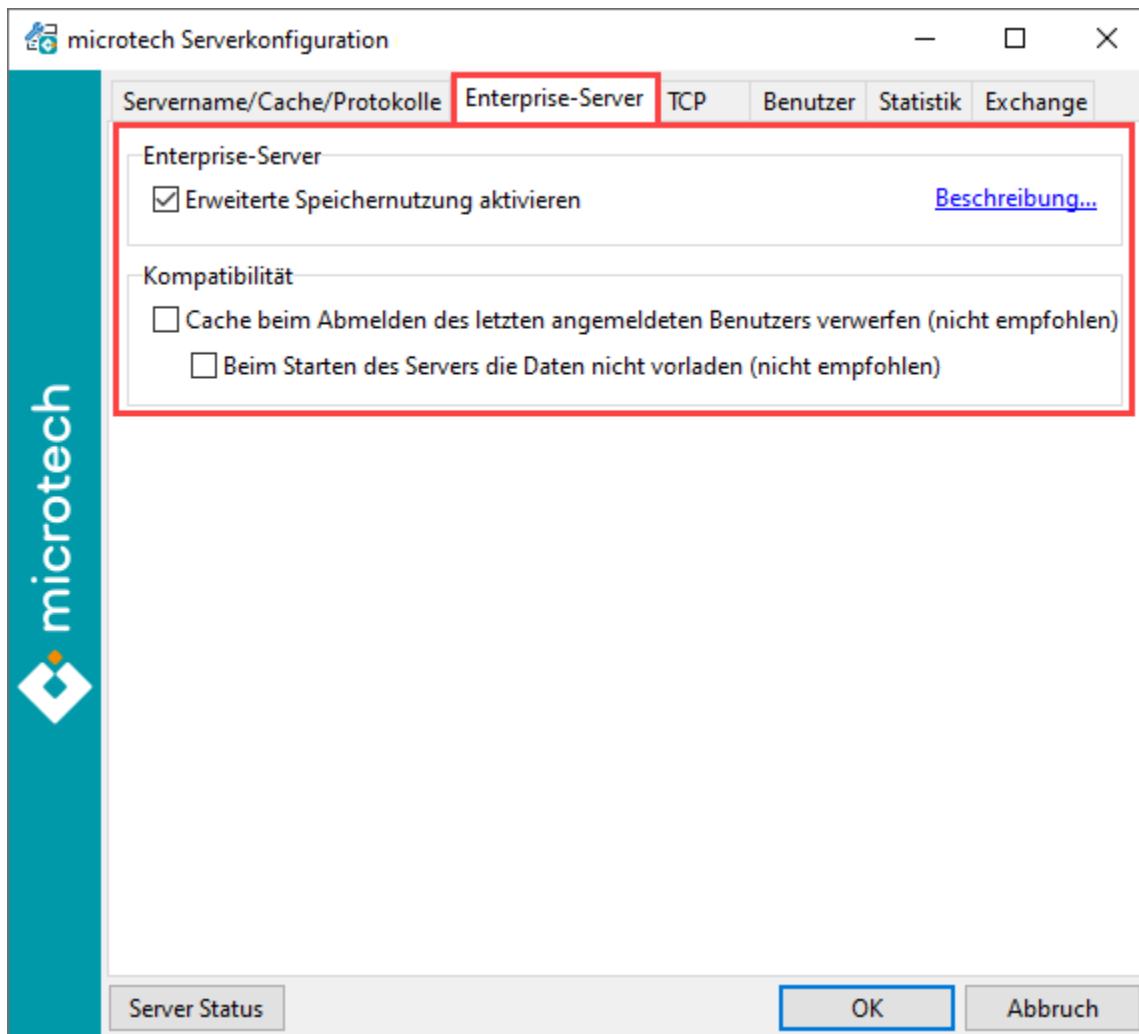 microtech Serverkonfiguration
Servername/Cache/Protokolle Enterprise-Server TCP Benutzer Statistik Exchange
Enterprise-Server
Erweiterte Speichernutzung aktivieren Beschreibung...
Kompatibilität
Cache beim Abmelden des letzten angemeldeten Benutzers verwerfen (nicht empfohlen)
Beim Starten des Servers die Daten nicht vorladen (nicht empfohlen)
microtech
Server Status OK Abbruch